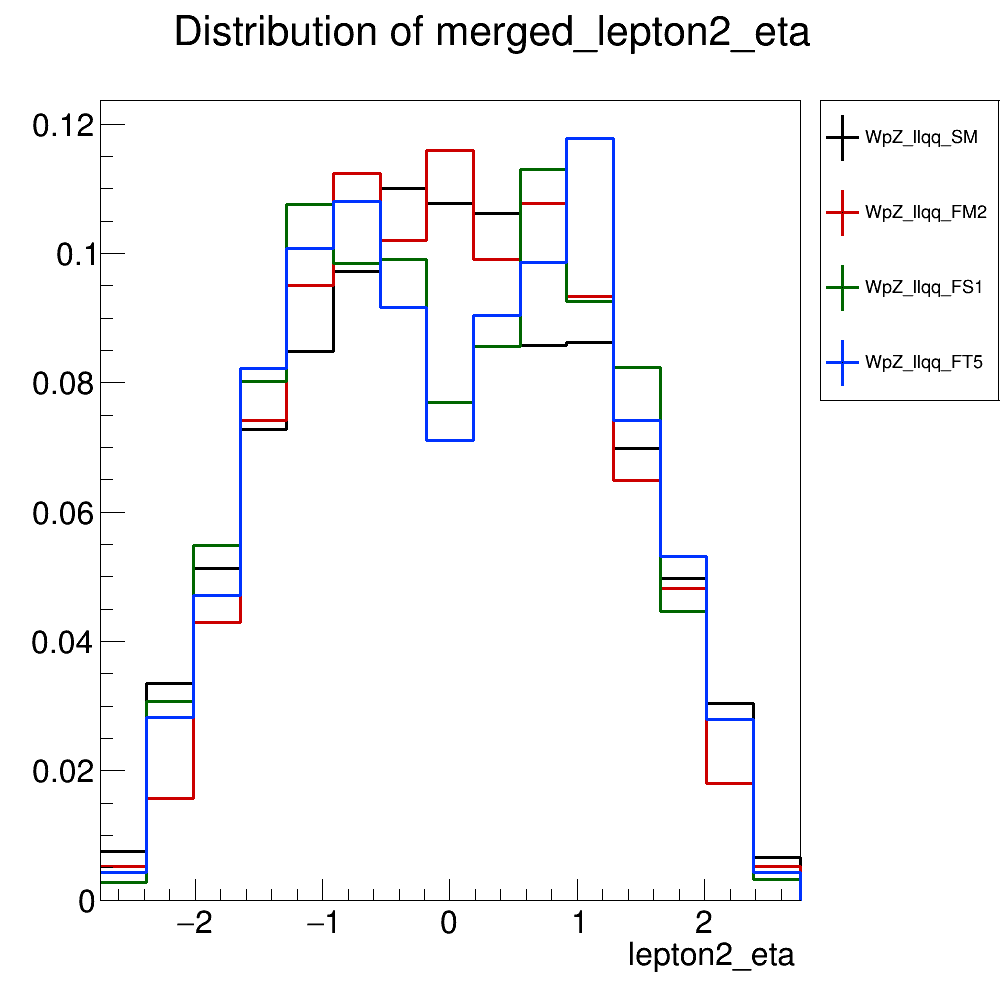 Distribution of merged_lepton2_eta
0.12
0.1
0.08
0.06
0.04
0.02
0
−2
−1
0
1
2
lepton2_eta
WpZ_llqq_SM
WpZ_llqq_FM2
WpZ_llqq_FS1
WpZ_llqq_FT5